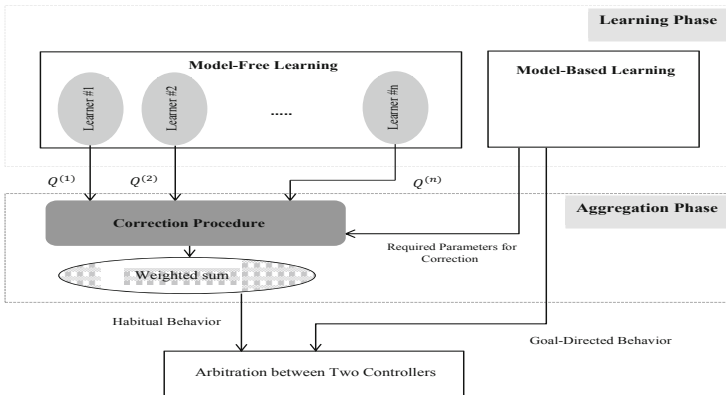 Learning Phase
Model-Free Learning
Model-Based Learning
Learner #1
Learner #2
.....
Learner #n
Q^(1)
Q^(2)
Q^(n)
Aggregation Phase
Correction Procedure
Required Parameters for
Correction
Weighted sum
Habitual Behavior
Goal-Directed Behavior
Arbitration between Two Controllers